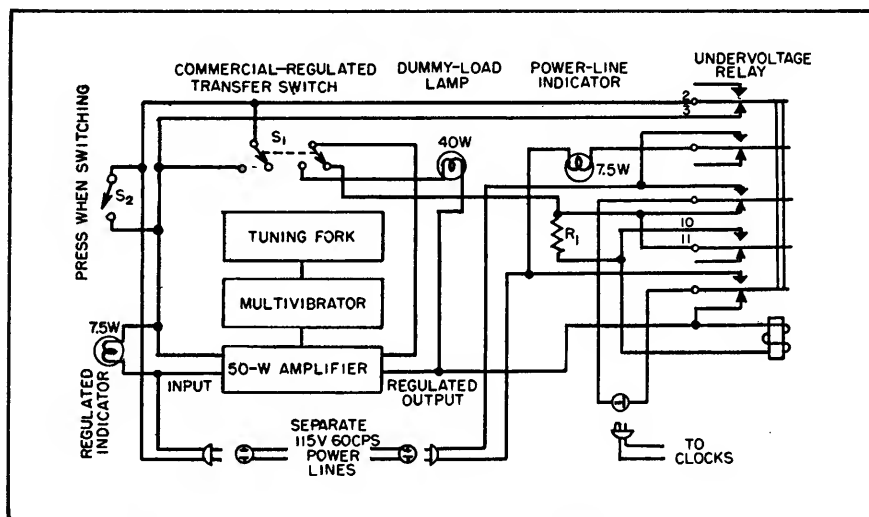 COMMERCIAL–REGULATED
TRANSFER SWITCH
DUMMY-LOAD
LAMP
POWER-LINE
INDICATOR
UNDERVOLTAGE
RELAY
2
3
S1
40W
7.5W
PRESS WHEN SWITCHING
S2
TUNING FORK
R1
10
11
MULTIVIBRATOR
7.5W
REGULATED
INDICATOR
INPUT
50-W AMPLIFIER
REGULATED
OUTPUT
SEPARATE
115V 60CPS
POWER
LINES
TO
CLOCKS